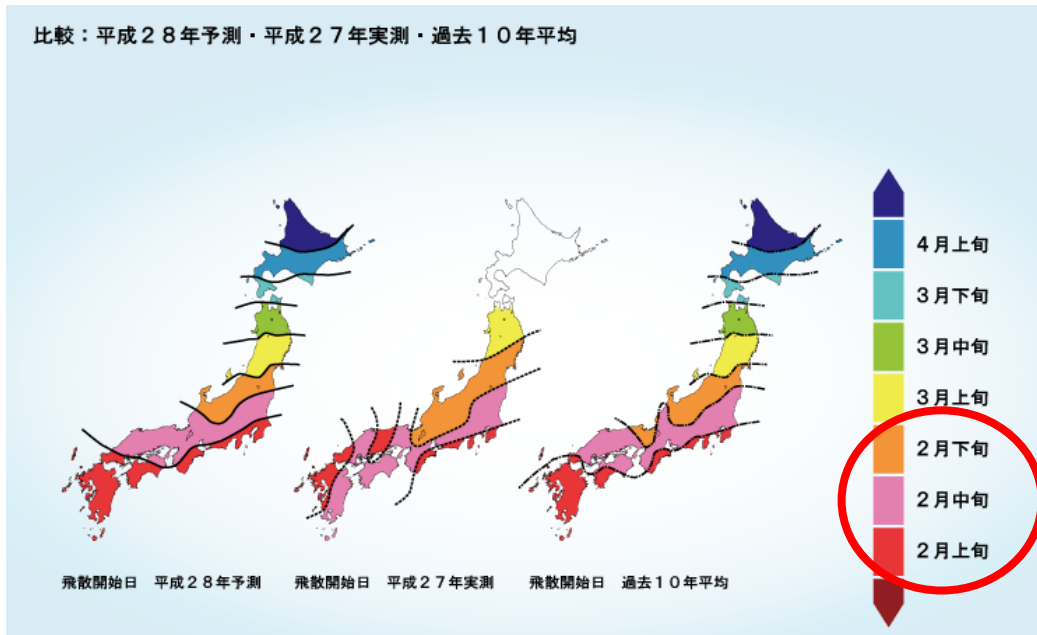 比較：平成２８年予測・平成２７年実測・過去１０年平均
４月上旬
３月下旬
３月中旬
３月上旬
２月下旬
２月中旬
２月上旬
飛散開始日　平成２８年予測
飛散開始日　平成２７年実測
飛散開始日　過去１０年平均